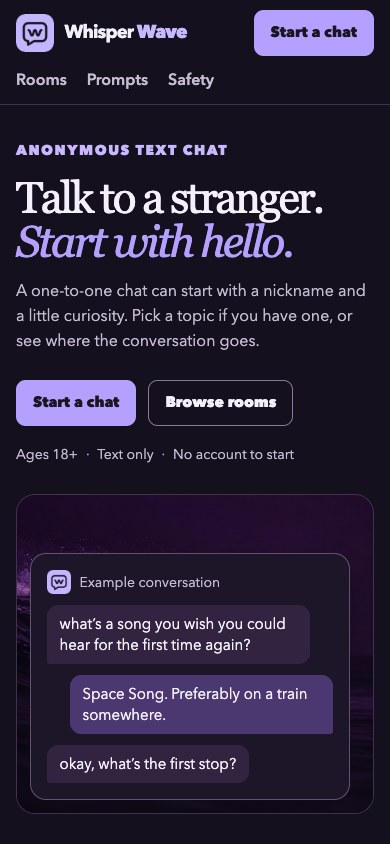 Whisper Wave
Start a chat
Rooms Prompts Safety
ANONYMOUS TEXT CHAT
Talk to a stranger.
Start with hello.
A one-to-one chat can start with a nickname and
a little curiosity. Pick a topic if you have one, or
see where the conversation goes.
Start a chat
Browse rooms
Ages 18+ · Text only · No account to start
Example conversation
what's a song you wish you could
hear for the first time again?
Space Song. Preferably on a train
somewhere.
okay, what's the first stop?